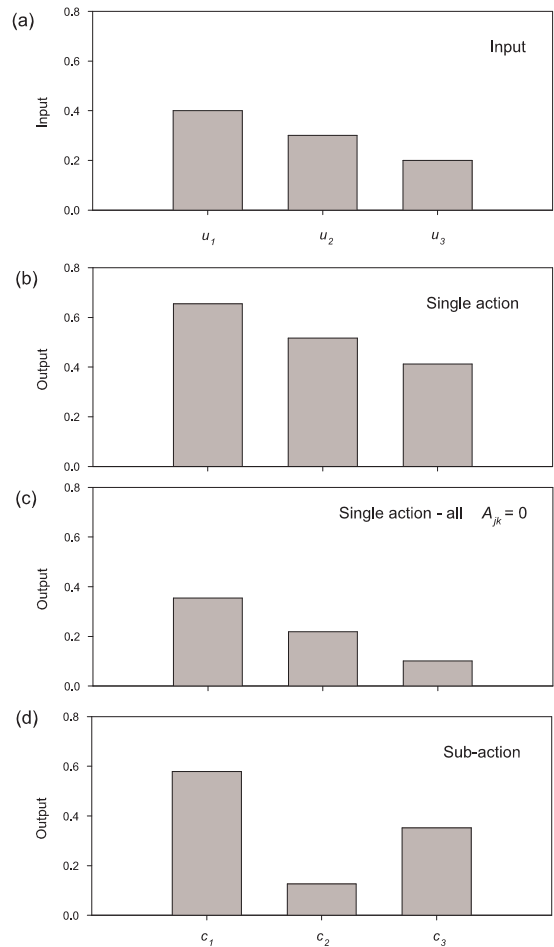 (a)
0.8
Input
0.6
Input
0.4
0.2
0.0
u1 u2 u3
(b)
0.8
Single action
0.6
Output
0.4
0.2
0.0
(c)
0.8
Single action - all Ajk = 0
0.6
Output
0.4
0.2
0.0
(d)
0.8
Sub-action
0.6
Output
0.4
0.2
0.0
c1 c2 c3